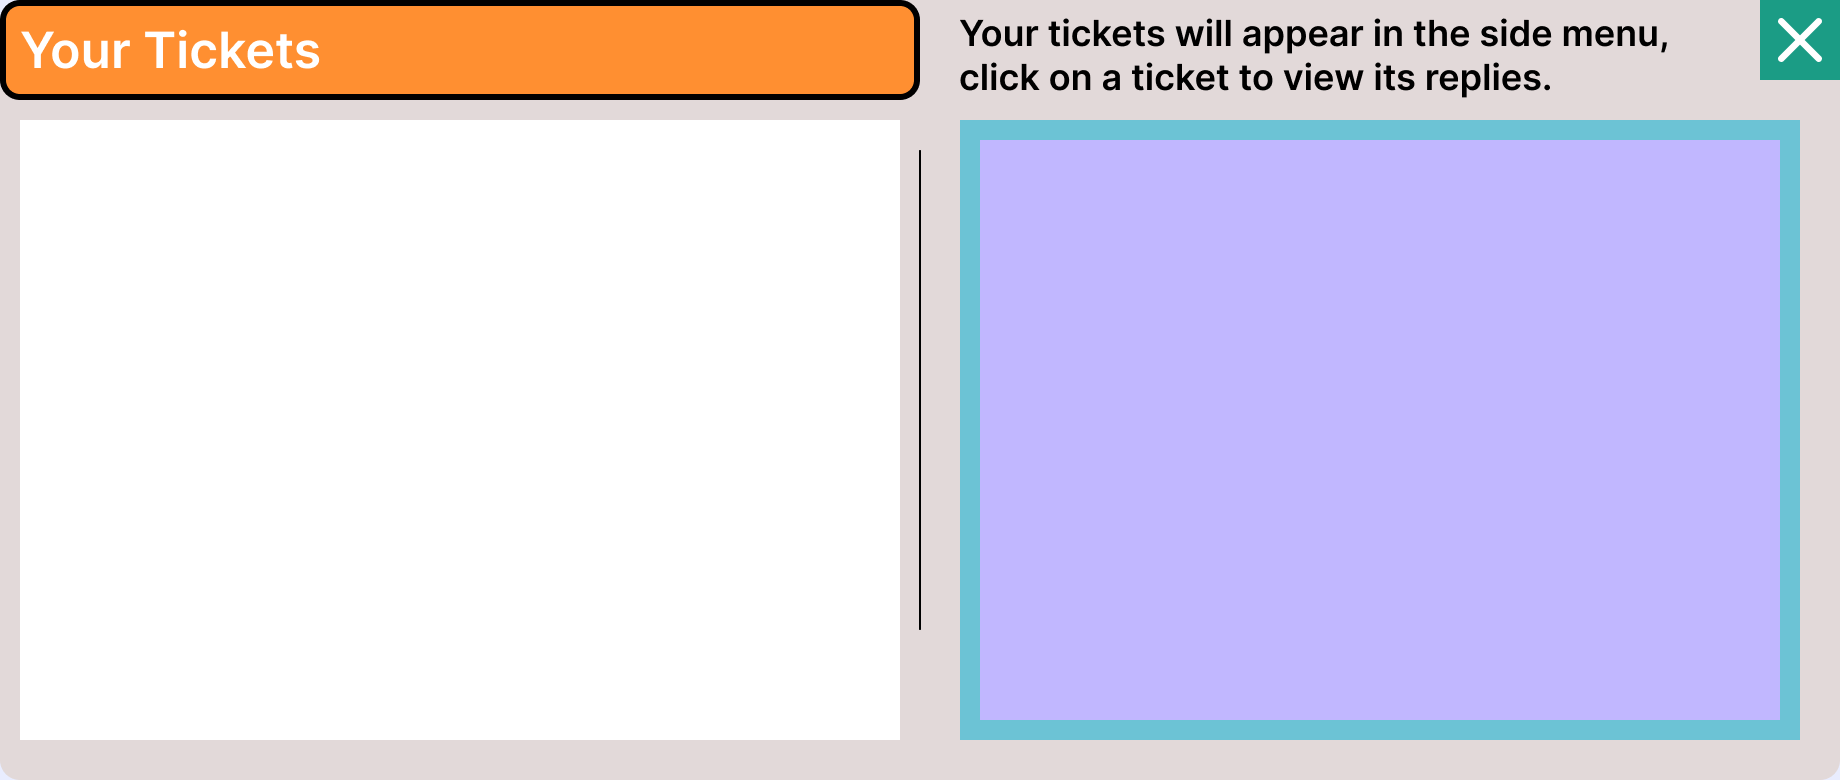 Your Tickets
Your tickets will appear in the side menu,
click on a ticket to view its replies.